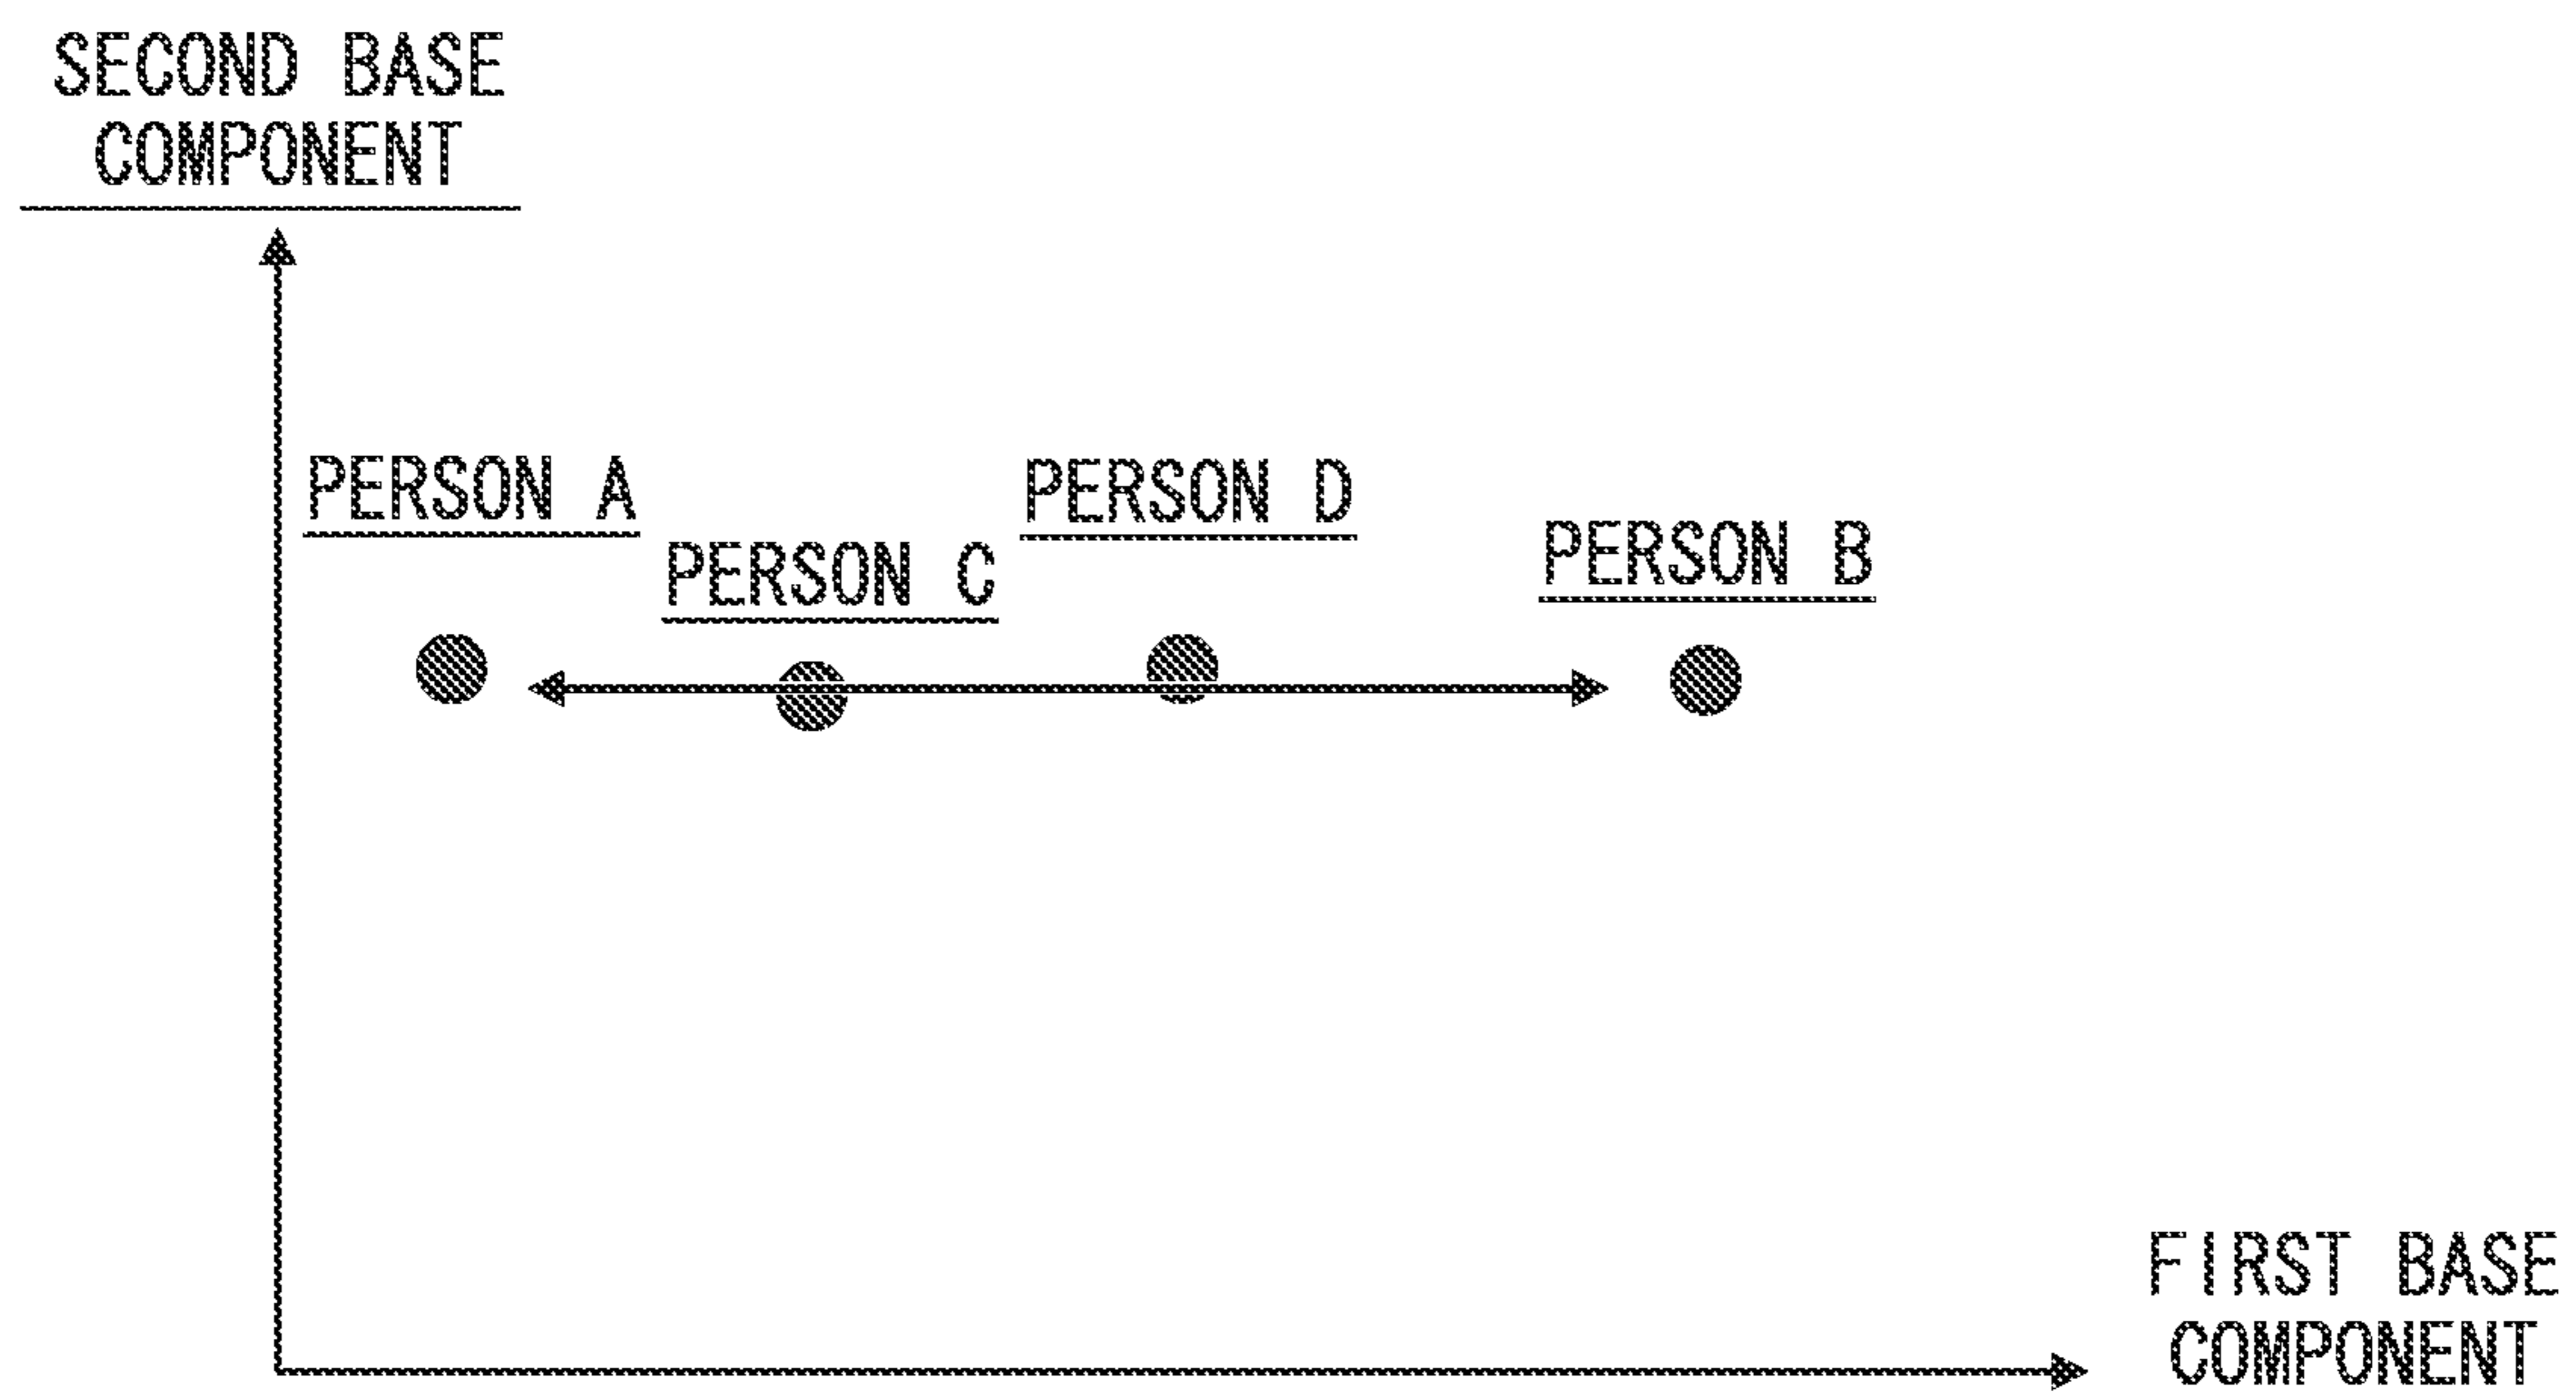 SECOND BASE
COMPONENT
PERSON A
PERSON D
PERSON B
PERSON C
FIRST BASE
COMPONENT